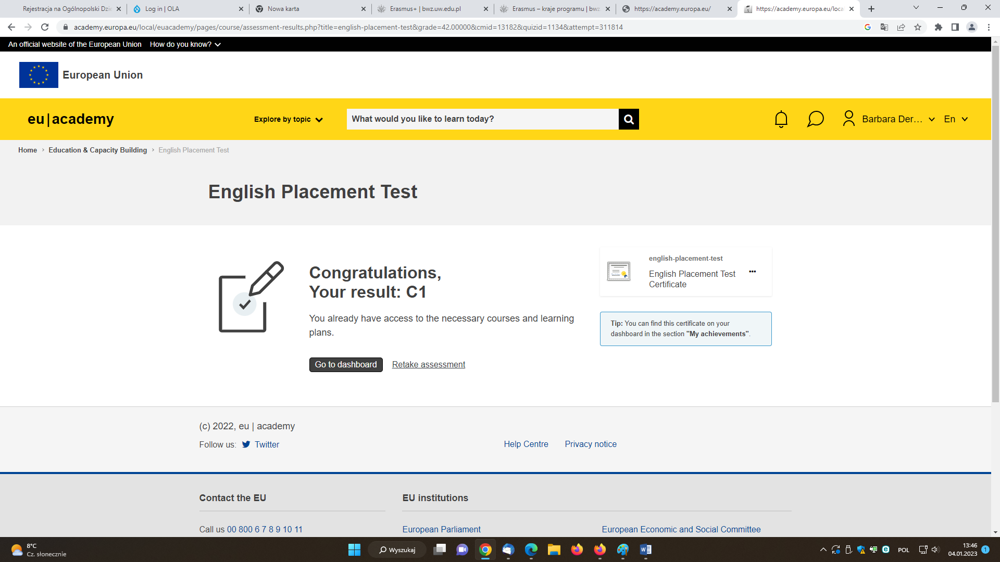 Rejestracja na Ogólnopolski Dzie
Log in | OLA
Nowa karta
Erasmus+ | bwz.uw.edu.pl
Erasmus – kraje programu | bwz.
https://academy.europa.eu/
https://academy.europa.eu/loca
academy.europa.eu/local/euacademy/pages/course/assessment-results.php?title=english-placement-test&grade=42.00000&cmid=13182&quizid=1134&attempt=311814
An official website of the European Union How do you know?
European Union
eu|academy
Explore by topic
What would you like to learn today?
Barbara Der...
En
Home > Education & Capacity Building > English Placement Test
English Placement Test
Congratulations,
Your result: C1
You already have access to the necessary courses and learning
plans.
Go to dashboard
Retake assessment
english-placement-test
English Placement Test
Certificate
Tip: You can find this certificate on your
dashboard in the section "My achievements".
(c) 2022, eu | academy
Follow us: Twitter
Help Centre
Privacy notice
Contact the EU
EU institutions
Call us 00 800 6 7 8 9 10 11
European Parliament
European Economic and Social Committee
8°C
Cz. słonecznie
Wyszukaj
POL
13:46
04.01.2023
1